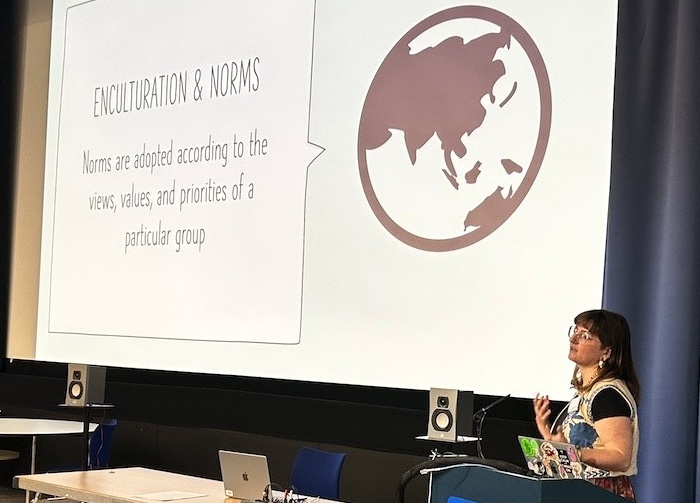 ENCULTURATION & NORMS
Norms are adopted according to the
views, values, and priorities of a
particular group